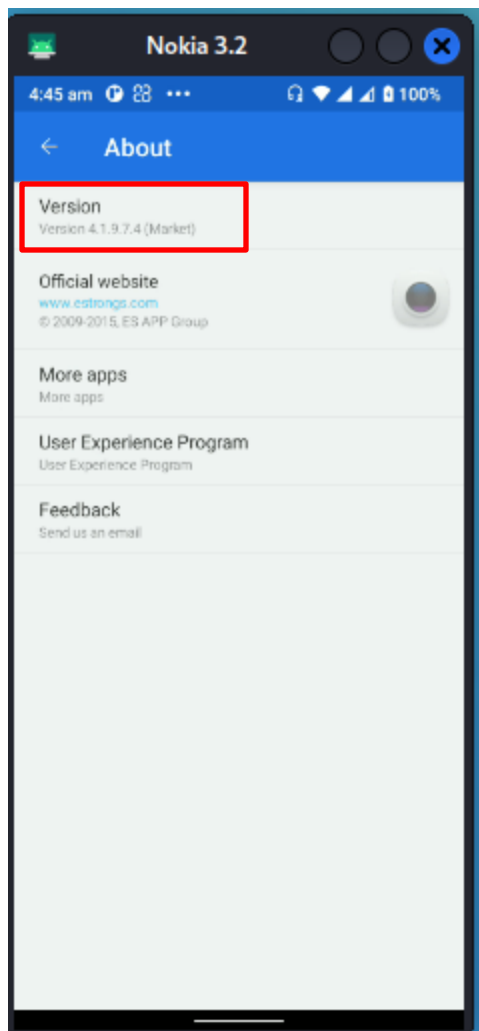 Nokia 3.2
4:45 am ••• 100%
← About
Version
Version 4.1.9.7.4 (Market)
Official website
www.estrongs.com
© 2009-2015, ES APP Group
More apps
More apps
User Experience Program
User Experience Program
Feedback
Send us an email